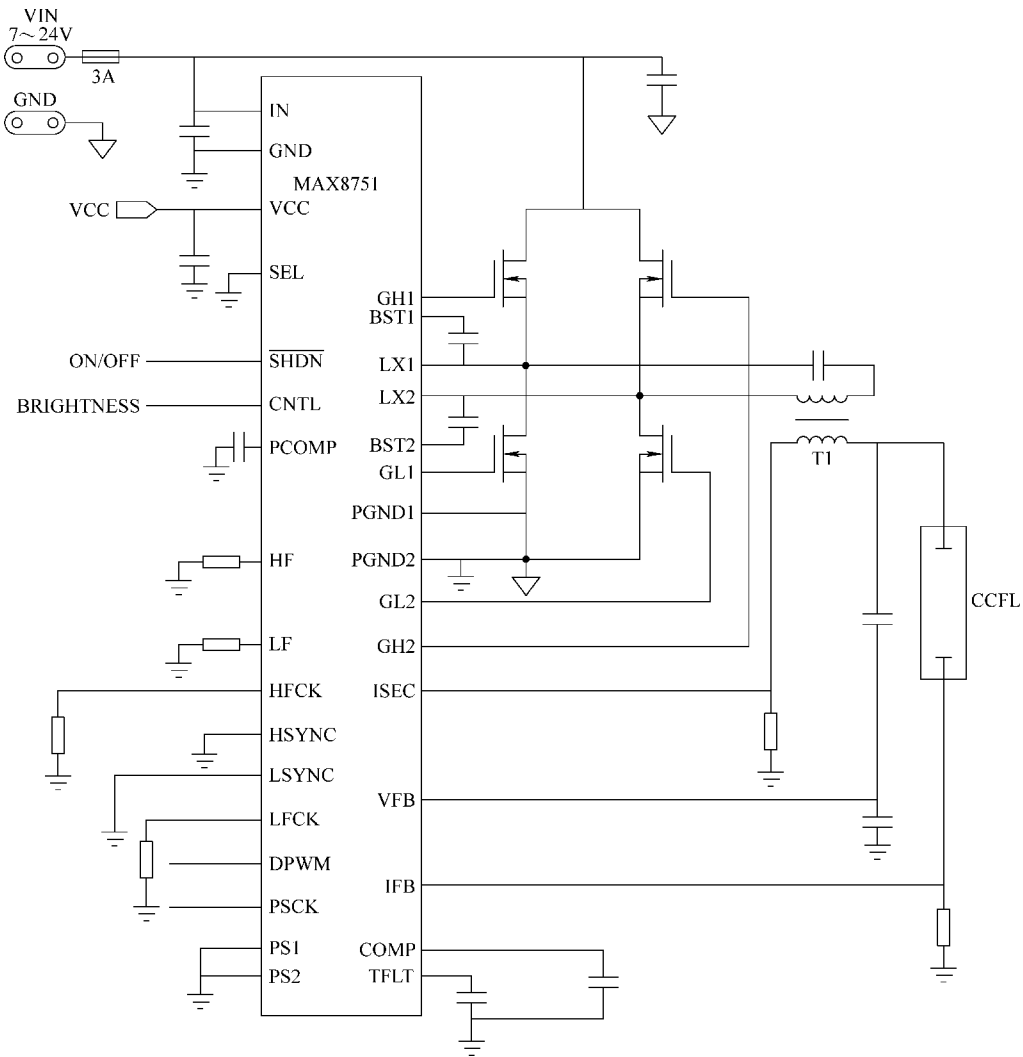 VIN
7～24V
3A
GND
IN
GND
MAX8751
VCC
VCC
SEL
GH1
BST1
ON/OFF
SHDN
LX1
BRIGHTNESS
CNTL
LX2
PCOMP
BST2
GL1
T1
PGND1
HF
PGND2
GL2
CCFL
LF
GH2
HFCK
ISEC
HSYNC
LSYNC
VFB
LFCK
DPWM
IFB
PSCK
PS1
COMP
PS2
TFLT